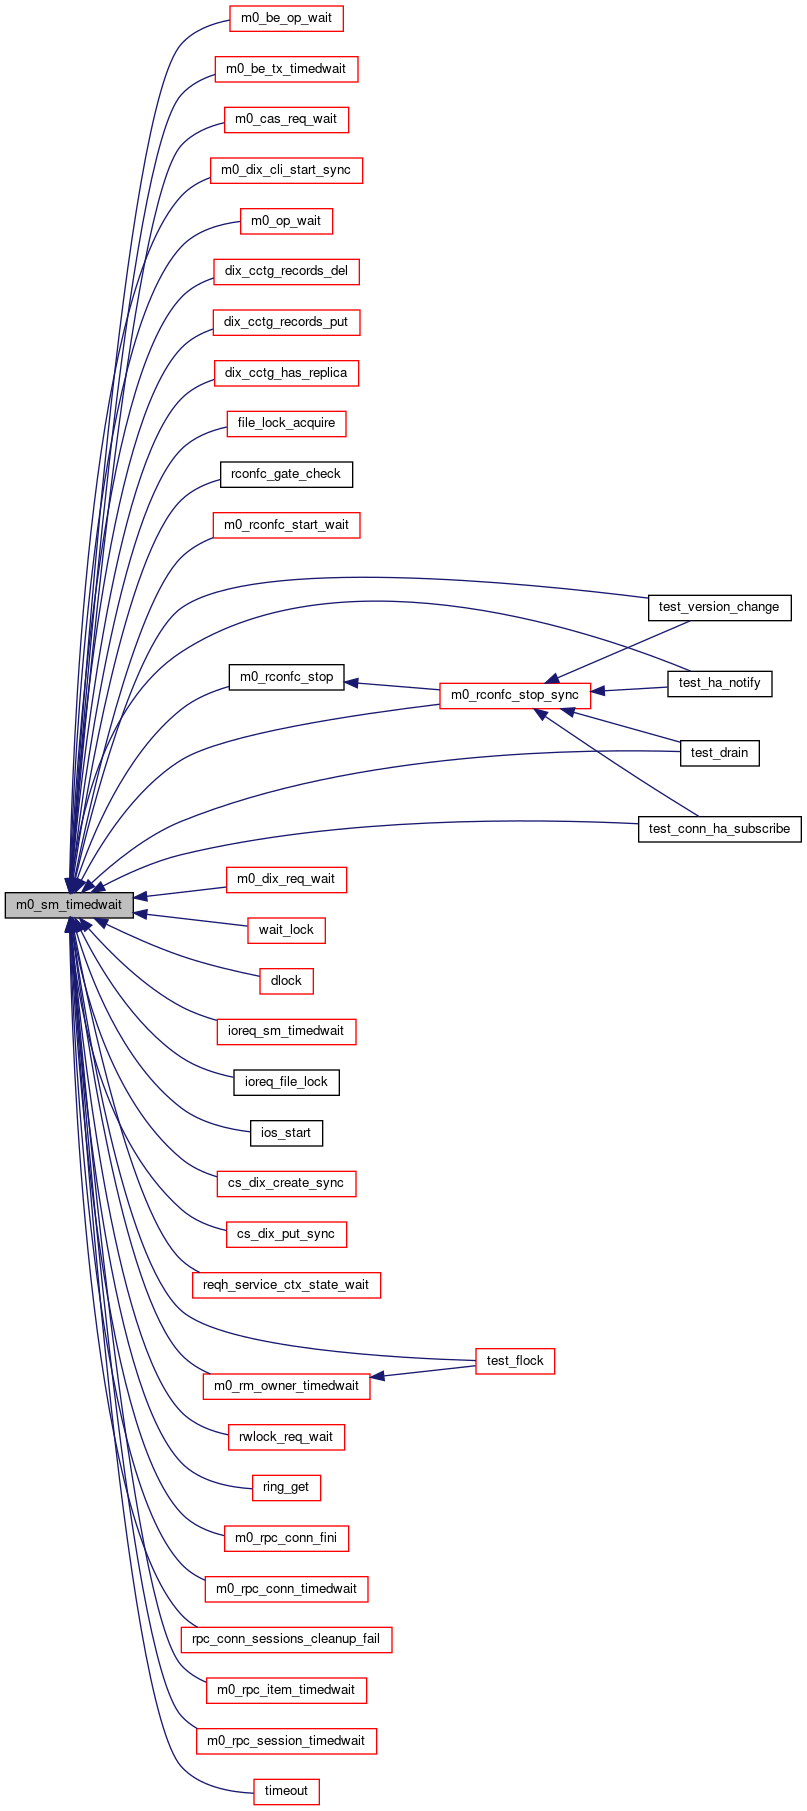 m0_be_op_wait
m0_be_tx_timedwait
m0_cas_req_wait
m0_dix_cli_start_sync
m0_op_wait
dix_cctg_records_del
dix_cctg_records_put
dix_cctg_has_replica
file_lock_acquire
rconfc_gate_check
m0_rconfc_start_wait
test_version_change
m0_rconfc_stop
test_ha_notify
m0_rconfc_stop_sync
test_drain
test_conn_ha_subscribe
m0_dix_req_wait
m0_sm_timedwait
wait_lock
dlock
ioreq_sm_timedwait
ioreq_file_lock
ios_start
cs_dix_create_sync
cs_dix_put_sync
reqh_service_ctx_state_wait
test_flock
m0_rm_owner_timedwait
rwlock_req_wait
ring_get
m0_rpc_conn_fini
m0_rpc_conn_timedwait
rpc_conn_sessions_cleanup_fail
m0_rpc_item_timedwait
m0_rpc_session_timedwait
timeout